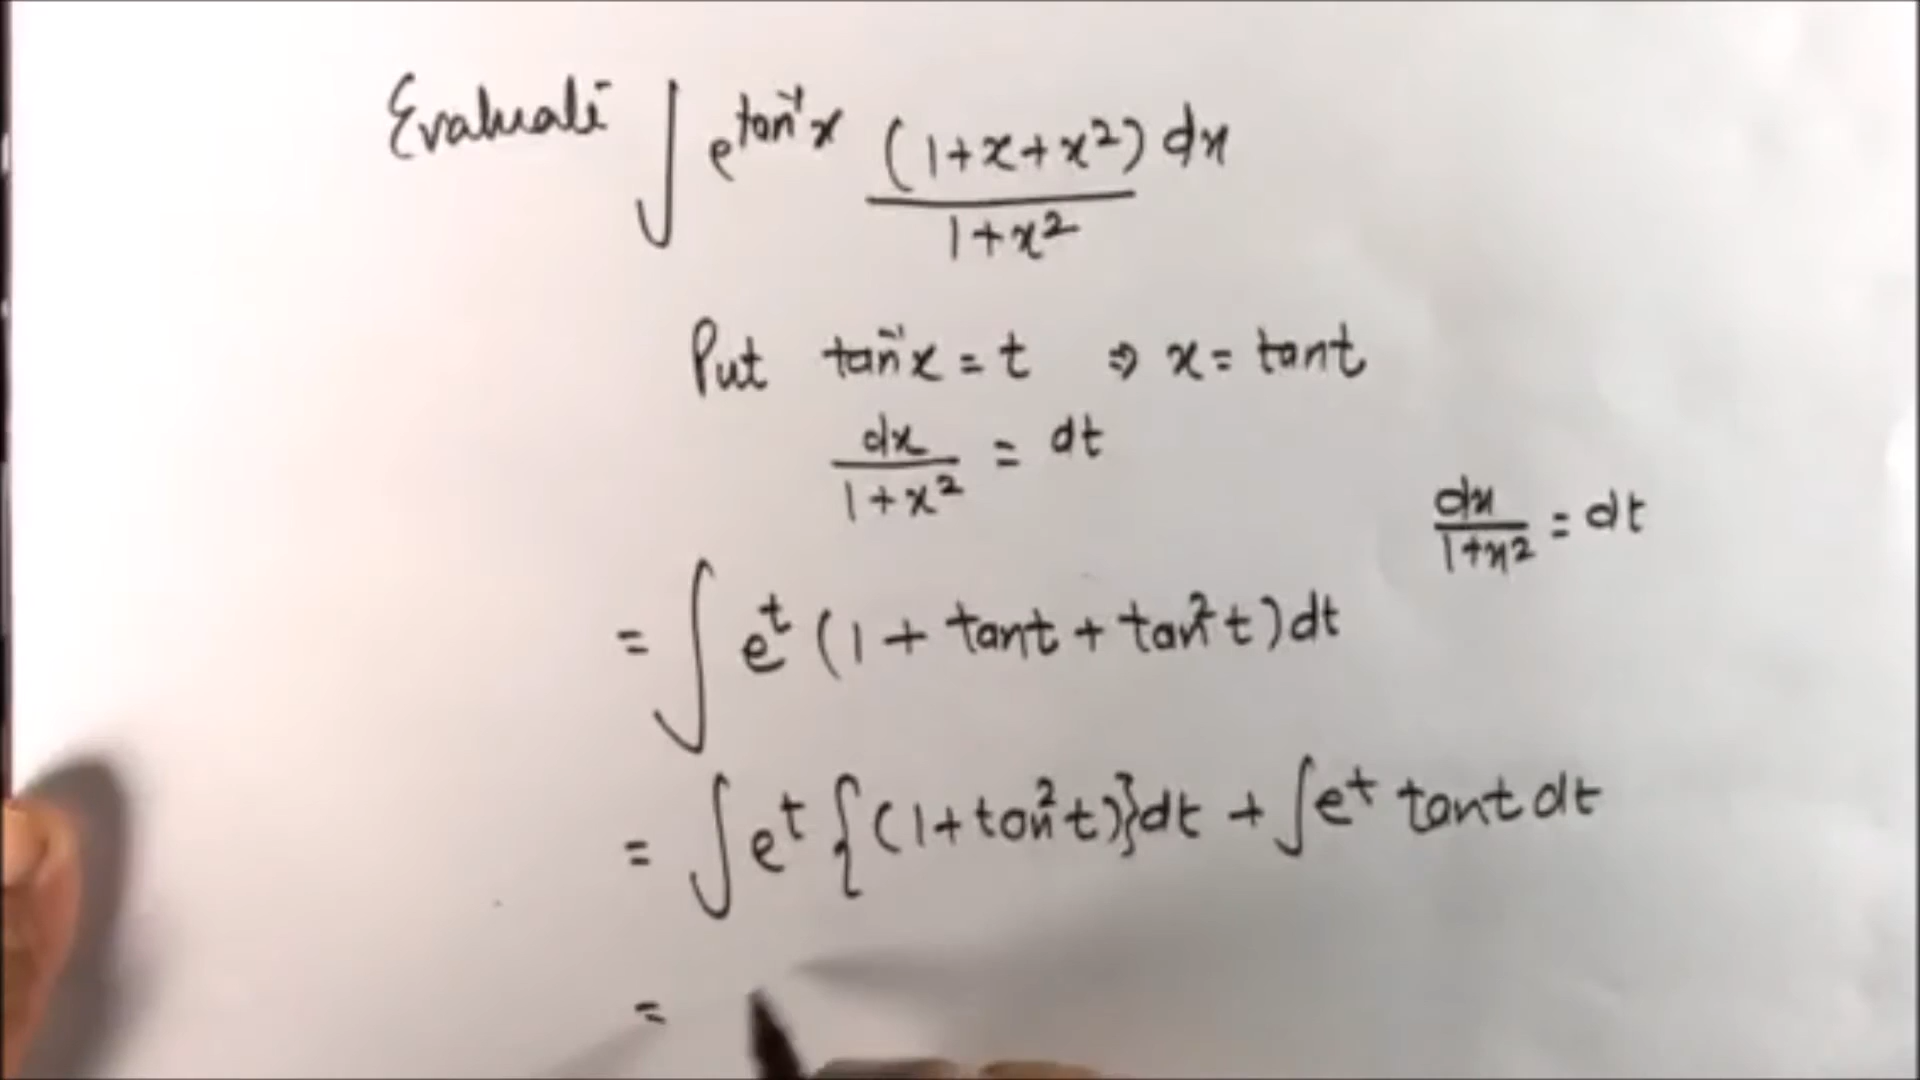 Evaluate ∫ e^{tan⁻¹x} (1+x+x²) dx / 1+x²
Put tan⁻¹x = t ⇒ x = tant
dx / 1+x² = dt
dx / 1+x² = dt
= ∫ e^t (1 + tant + tan²t) dt
= ∫ e^t {(1+tan²t)} dt + ∫ e^t tant dt
=